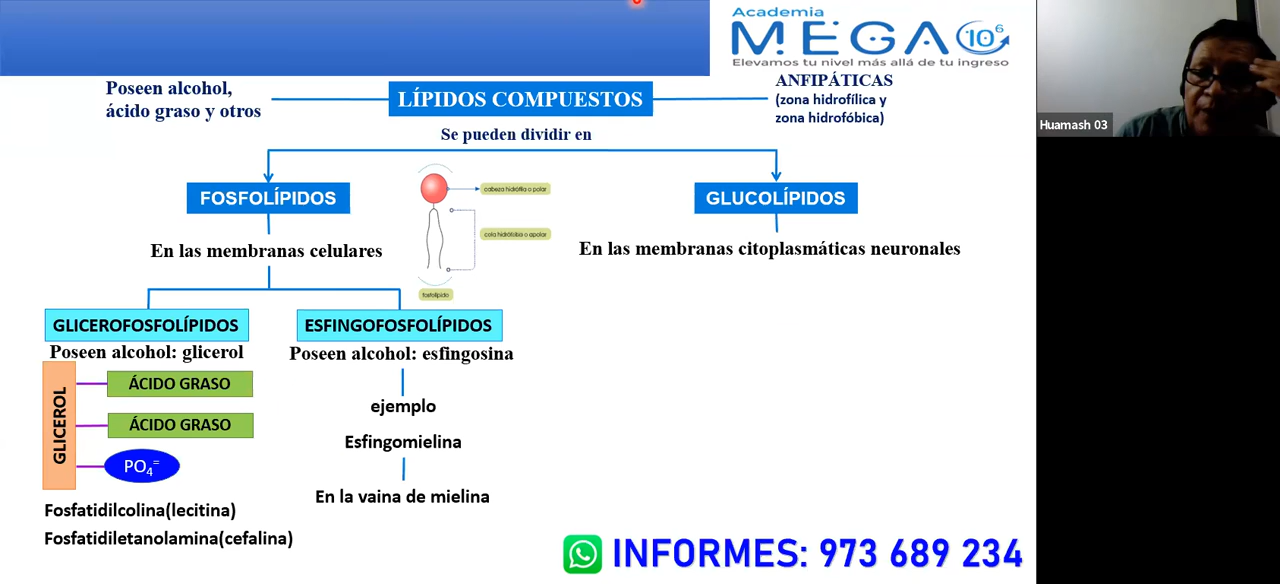 Academia
MEGA 10⁶
Elevamos tu nivel más allá de tu ingreso
Huamash 03
Poseen alcohol,
ácido graso y otros
LÍPIDOS COMPUESTOS
ANFIPÁTICAS
(zona hidrofílica y
zona hidrofóbica)
Se pueden dividir en
FOSFOLÍPIDOS
GLUCOLÍPIDOS
cabeza hidrófila o polar
cola hidrófobia o apolar
fosfolípido
En las membranas celulares
En las membranas citoplasmáticas neuronales
GLICEROFOSFOLÍPIDOS
Poseen alcohol: glicerol
GLICEROL
ÁCIDO GRASO
ÁCIDO GRASO
PO₄⁼
Fosfatidilcolina(lecitina)
Fosfatidiletanolamina(cefalina)
ESFINGOFOSFOLÍPIDOS
Poseen alcohol: esfingosina
ejemplo
Esfingomielina
En la vaina de mielina
INFORMES: 973 689 234